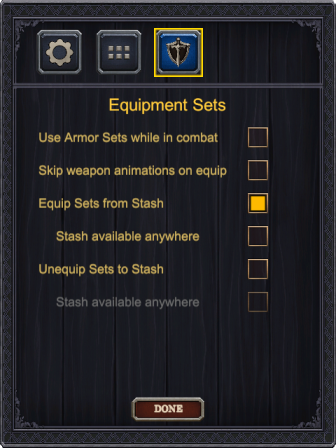 Equipment Sets
Use Armor Sets while in combat
Skip weapon animations on equip
Equip Sets from Stash
Stash available anywhere
Unequip Sets to Stash
Stash available anywhere
DONE